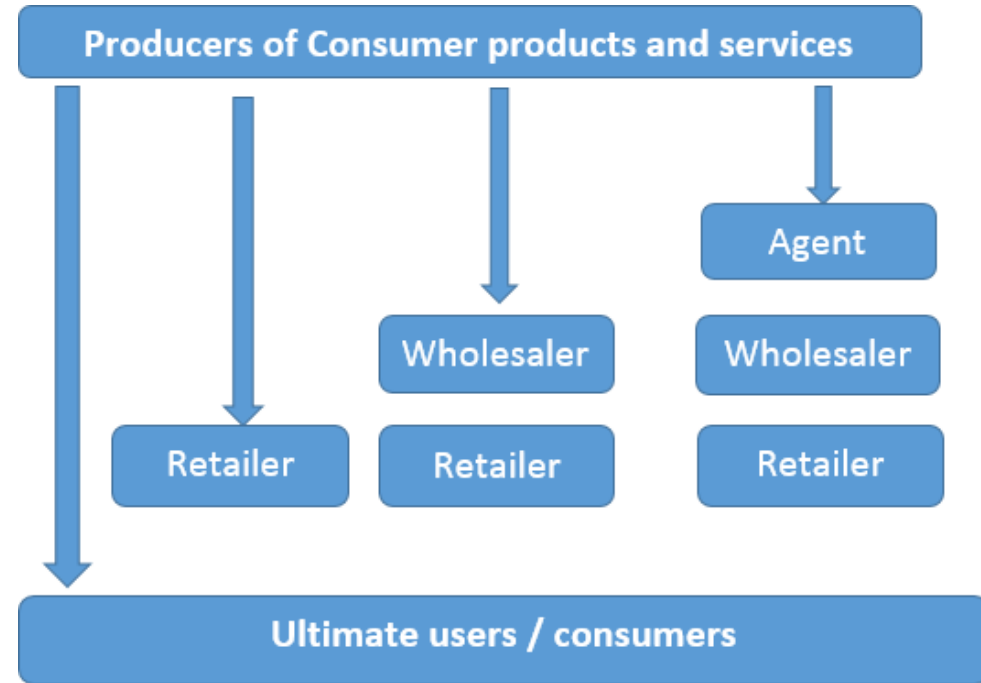 Producers of Consumer products and services
Agent
Wholesaler
Wholesaler
Retailer
Retailer
Retailer
Ultimate users / consumers